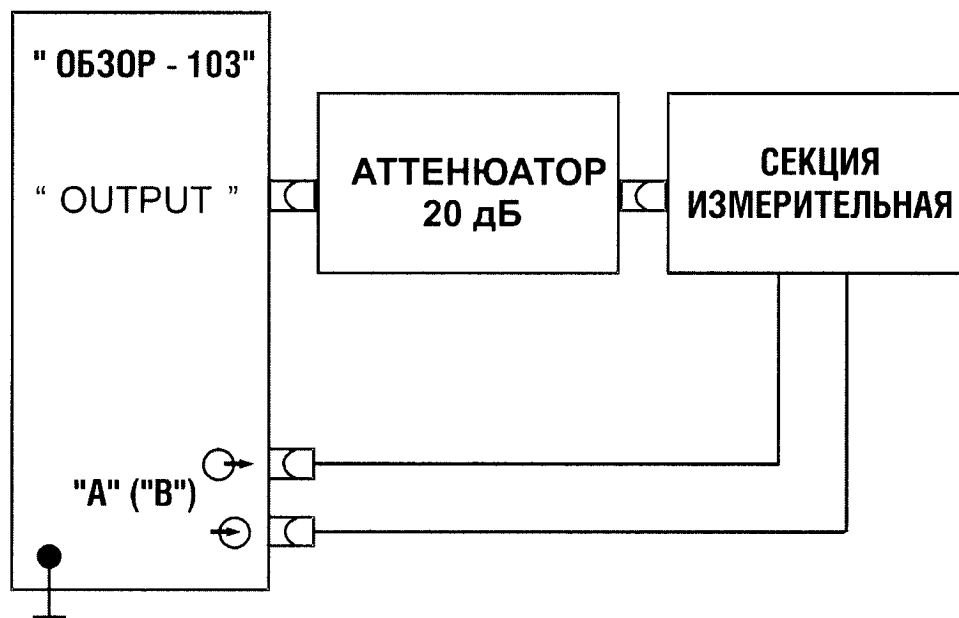 " ОБЗОР - 103"
“ OUTPUT ”
АТТЕНЮАТОР
20 дБ
СЕКЦИЯ
ИЗМЕРИТЕЛЬНАЯ
"А" ("В")